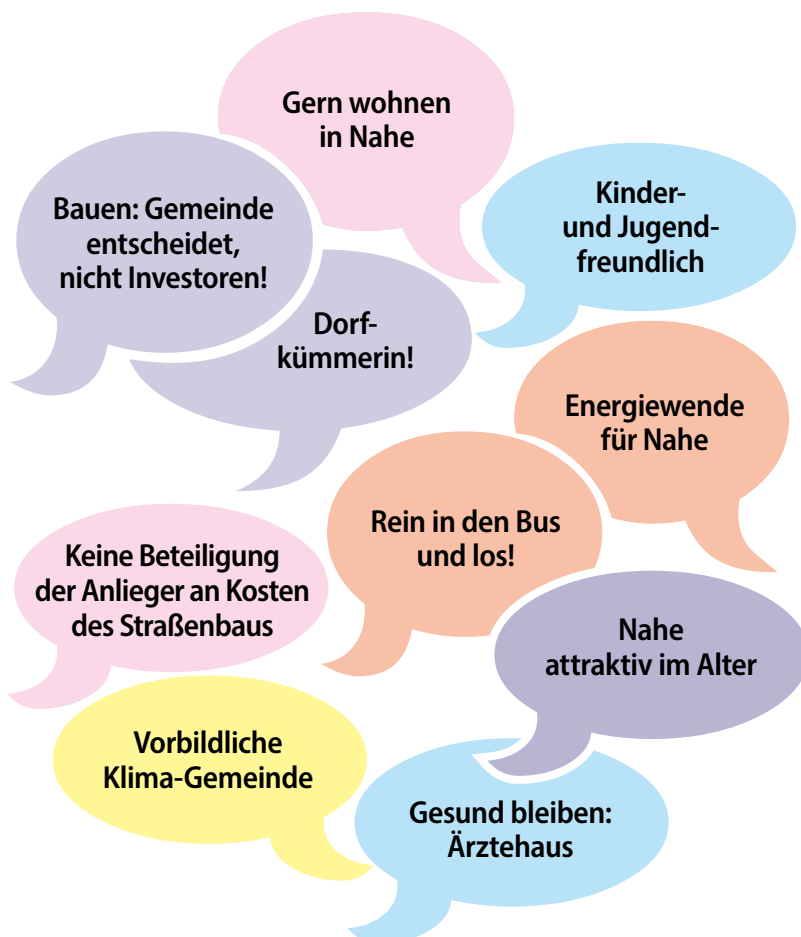 Gern wohnen
in Nahe
Bauen: Gemeinde
entscheidet,
nicht Investoren!
Kinder-
und Jugend-
freundlich
Dorf-
kümmerin!
Energiewende
für Nahe
Rein in den Bus
und los!
Keine Beteiligung
der Anlieger an Kosten
des Straßenbaus
Nahe
attraktiv im Alter
Vorbildliche
Klima-Gemeinde
Gesund bleiben:
Ärztehaus